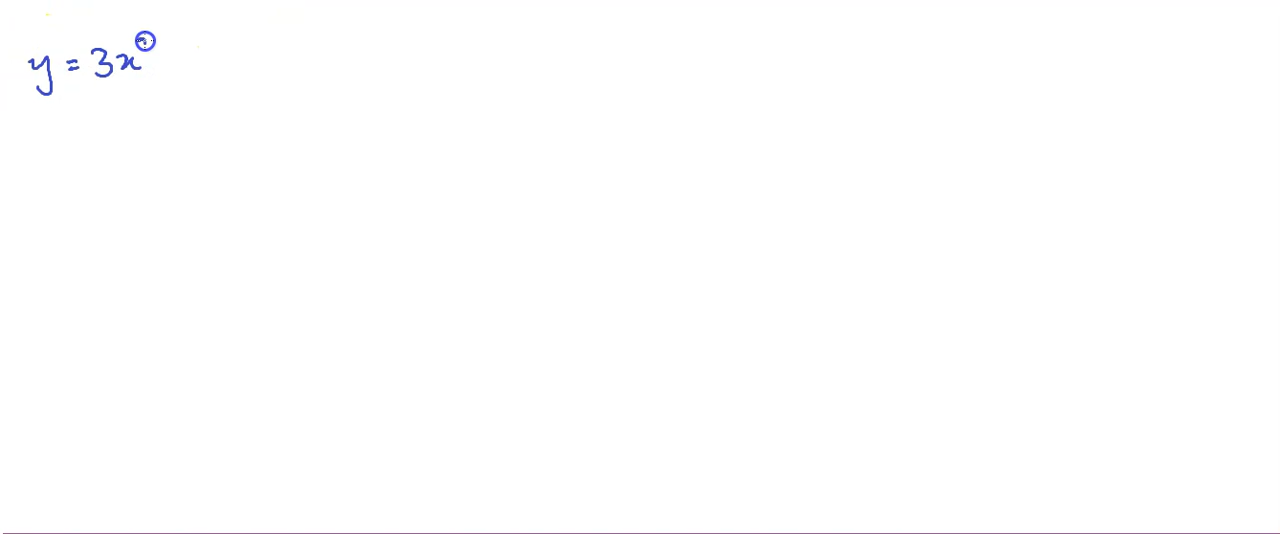 y = 3x